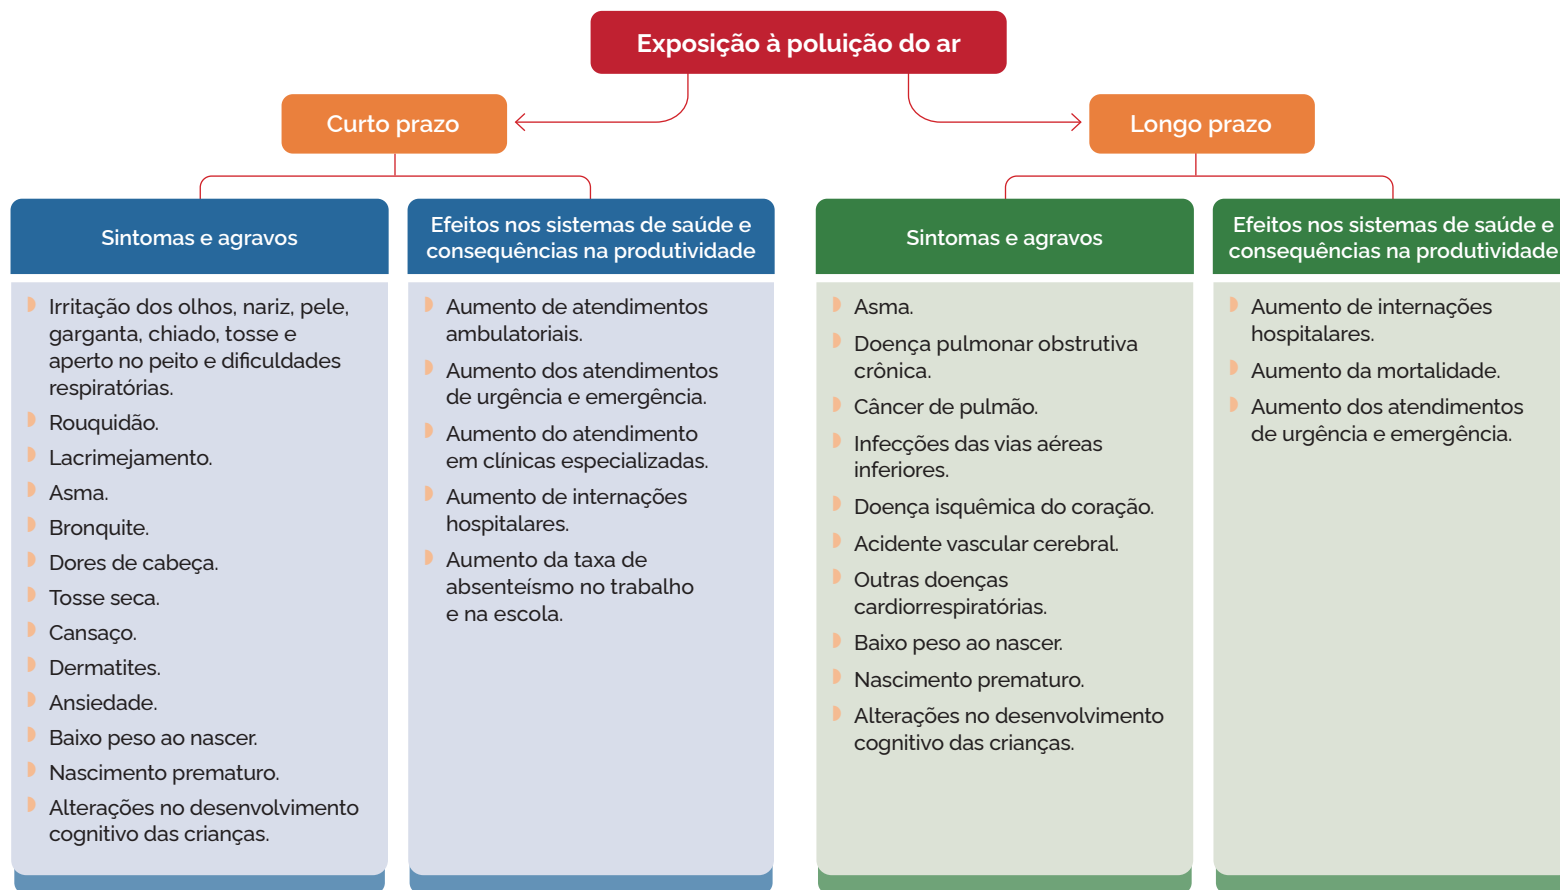 Exposição à poluição do ar
Curto prazo
Longo prazo
Sintomas e agravos
Efeitos nos sistemas de saúde e
consequências na produtividade
Sintomas e agravos
Efeitos nos sistemas de saúde e
consequências na produtividade
Irritação dos olhos, nariz, pele,
garganta, chiado, tosse e
aperto no peito e dificuldades
respiratórias.
Rouquidão.
Lacrimejamento.
Asma.
Bronquite.
Dores de cabeça.
Tosse seca.
Cansaço.
Dermatites.
Ansiedade.
Baixo peso ao nascer.
Nascimento prematuro.
Alterações no desenvolvimento
cognitivo das crianças.
Aumento de atendimentos
ambulatoriais.
Aumento dos atendimentos
de urgência e emergência.
Aumento do atendimento
em clínicas especializadas.
Aumento de internações
hospitalares.
Aumento da taxa de
absenteísmo no trabalho
e na escola.
Asma.
Doença pulmonar obstrutiva
crônica.
Câncer de pulmão.
Infecções das vias aéreas
inferiores.
Doença isquêmica do coração.
Acidente vascular cerebral.
Outras doenças
cardiorrespiratórias.
Baixo peso ao nascer.
Nascimento prematuro.
Alterações no desenvolvimento
cognitivo das crianças.
Aumento de internações
hospitalares.
Aumento da mortalidade.
Aumento dos atendimentos
de urgência e emergência.